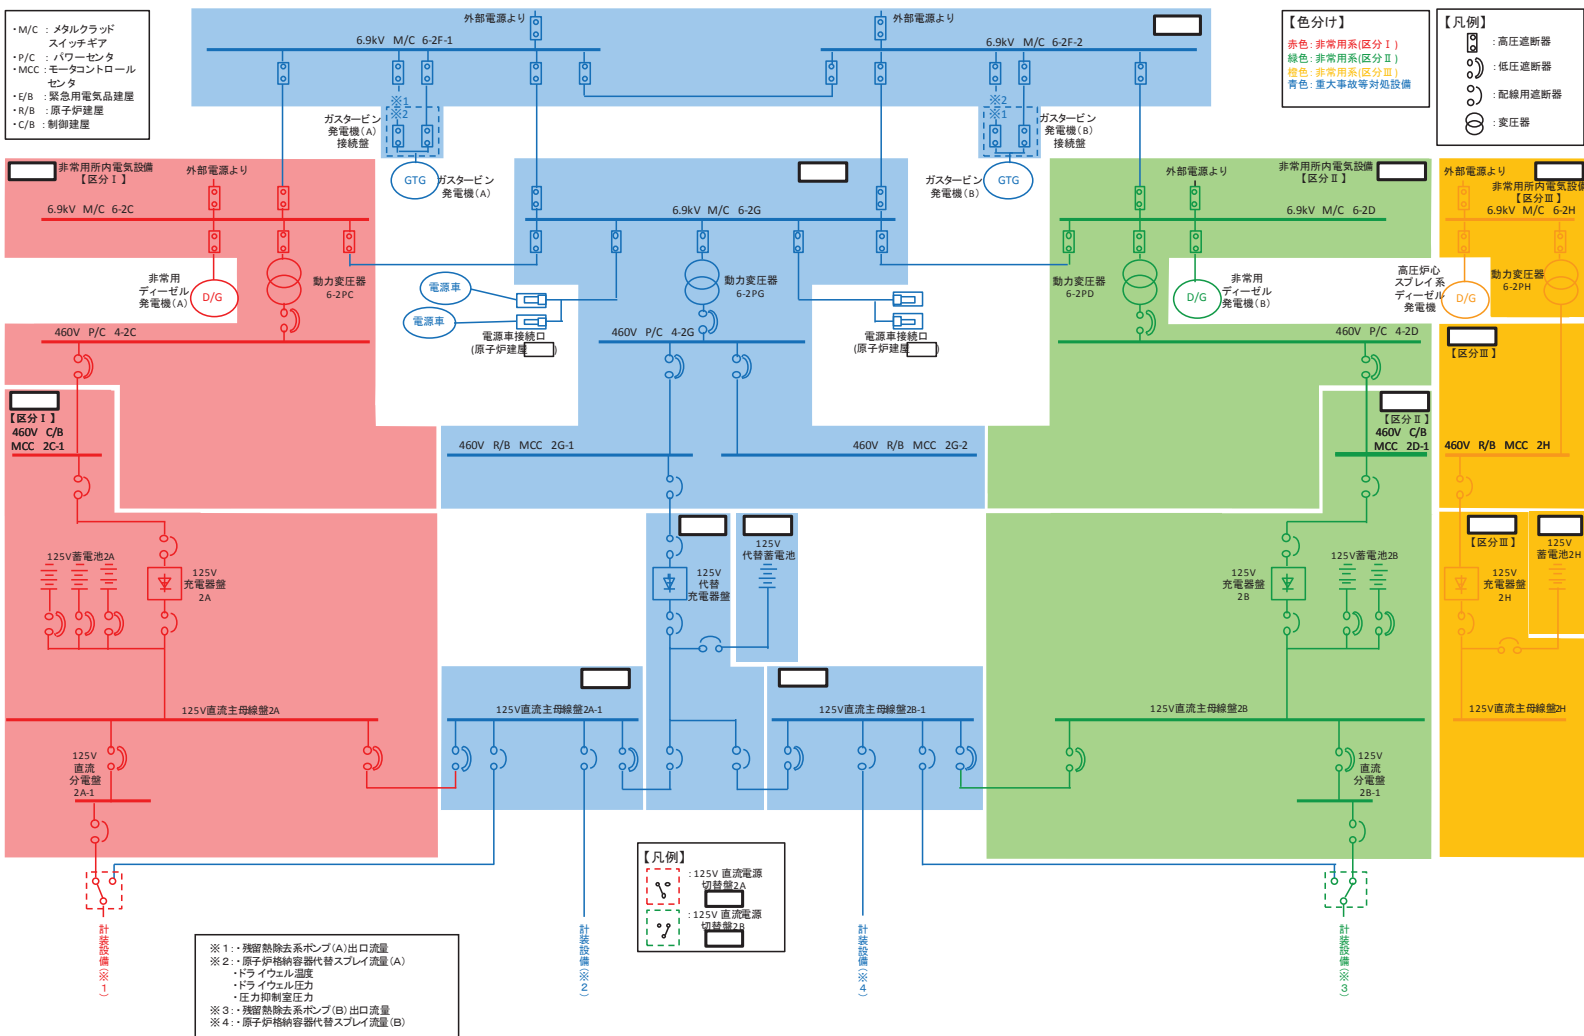 ・M/C ： メタルクラッド
スイッチギア
・P/C ： パワーセンタ
・MCC ： モータコントロール
センタ
・E/B ： 緊急用電気品建屋
・R/B ： 原子炉建屋
・C/B ： 制御建屋
外部電源より
6.9kV M/C 6-2F-1
外部電源より
6.9kV M/C 6-2F-2
【色分け】
赤色：非常用系(区分Ⅰ)
緑色：非常用系(区分Ⅱ)
橙色：非常用系(区分Ⅲ)
青色：重大事故等対処設備
【凡例】
：高圧遮断器
：低圧遮断器
：配線用遮断器
：変圧器
※1
※2
ガスタービン
発電機(A)
接続盤
GTG
ガスタービン
発電機(A)
※2
※1
ガスタービン
発電機(B)
接続盤
GTG
ガスタービン
発電機(B)
非常用所内電気設備
【区分Ⅰ】
外部電源より
6.9kV M/C 6-2C
非常用
ディーゼル
発電機(A)
D/G
動力変圧器
6-2PC
460V P/C 4-2C
6.9kV M/C 6-2G
動力変圧器
6-2PG
電源車
電源車
電源車接続口
(原子炉建屋 )
460V P/C 4-2G
電源車接続口
(原子炉建屋 )
外部電源より
非常用所内電気設備
【区分Ⅱ】
6.9kV M/C 6-2D
動力変圧器
6-2PD
D/G
非常用
ディーゼル
発電機(B)
460V P/C 4-2D
外部電源より
非常用所内電気設備
【区分Ⅲ】
6.9kV M/C 6-2H
高圧炉心
スプレイ系
ディーゼル
発電機
D/G
動力変圧器
6-2PH
【区分Ⅲ】
【区分Ⅰ】
460V C/B
MCC 2C-1
460V R/B MCC 2G-1
460V R/B MCC 2G-2
【区分Ⅱ】
460V C/B
MCC 2D-1
460V R/B MCC 2H
125V蓄電池2A
125V
充電器盤
2A
125V
代替
充電器盤
125V
代替蓄電池
125V
充電器盤
2B
125V蓄電池2B
【区分Ⅲ】
125V
充電器盤
2H
125V
蓄電池2H
125V直流主母線盤2A
125V直流主母線盤2A-1
125V直流主母線盤2B-1
125V直流主母線盤2B
125V直流主母線盤2H
125V
直流
分電盤
2A-1
125V
直流
分電盤
2B-1
【凡例】
：125V 直流電源
切替盤2A
：125V 直流電源
切替盤2B
計装設備(※1)
計装設備(※2)
計装設備(※4)
計装設備(※3)
※1：・残留熱除去系ポンプ(A)出口流量
※2：・原子炉格納容器代替スプレイ流量(A)
・ドライウェル温度
・ドライウェル圧力
・圧力抑制室圧力
※3：・残留熱除去系ポンプ(B)出口流量
※4：・原子炉格納容器代替スプレイ流量(B)